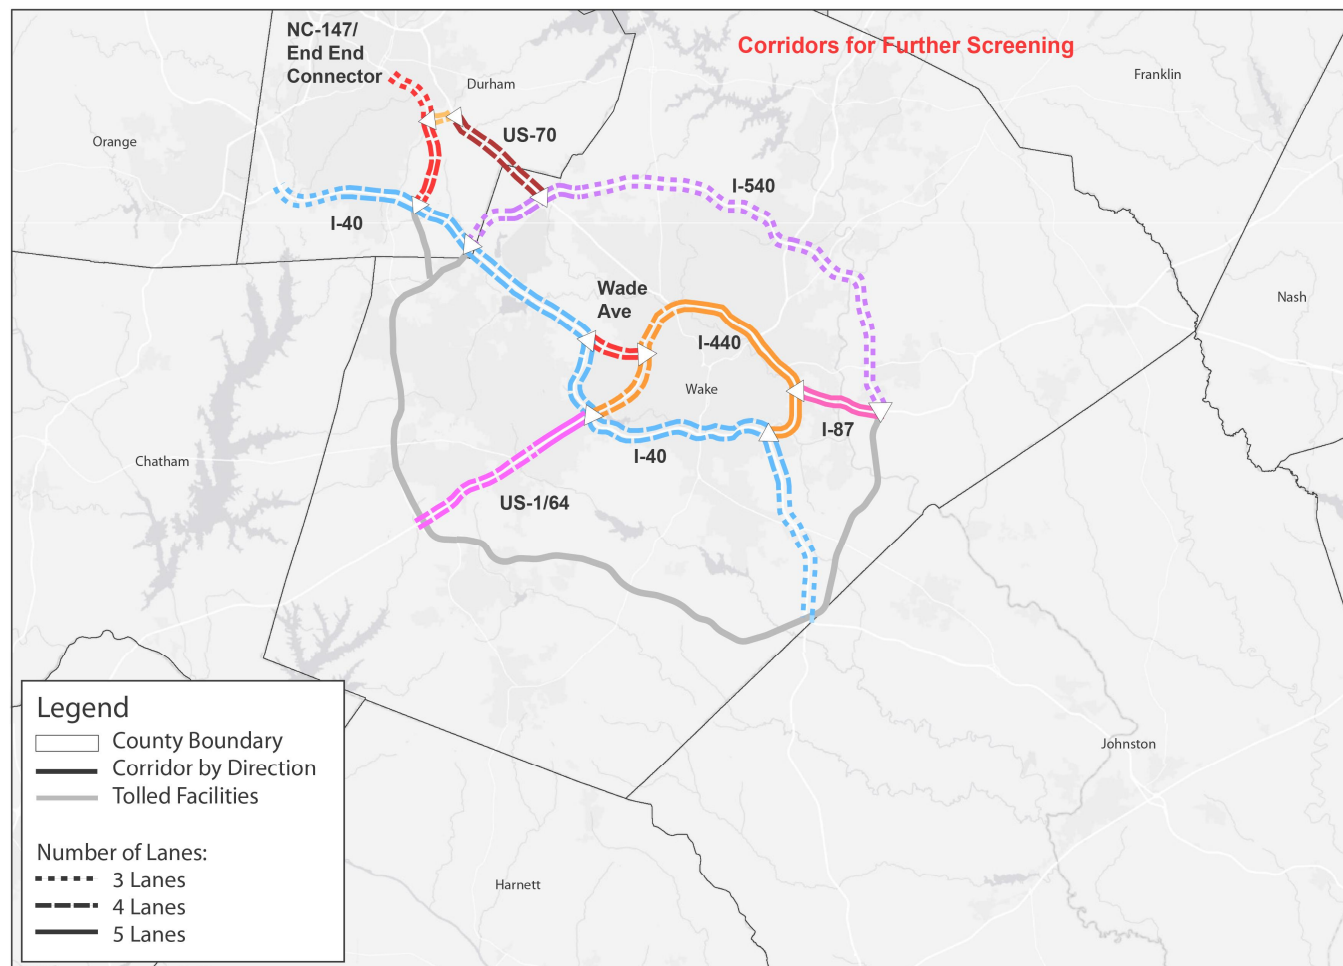 NC-147/
End End
Connector
Corridors for Further Screening
Franklin
Durham
Orange
US-70
I-540
I-40
Nash
Wade
Ave
I-440
Wake
I-87
I-40
Chatham
US-1/64
Johnston
Harnett
Legend
County Boundary
Corridor by Direction
Tolled Facilities
Number of Lanes:
3 Lanes
4 Lanes
5 Lanes